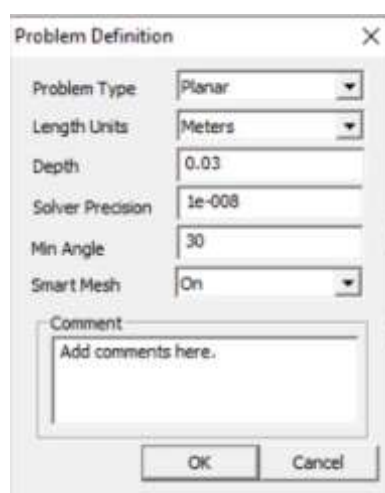 Problem Definition
Problem Type Planar
Length Units Meters
Depth 0.03
Solver Precision 1e-008
Min Angle 30
Smart Mesh On
Comment
Add comments here.
OK Cancel